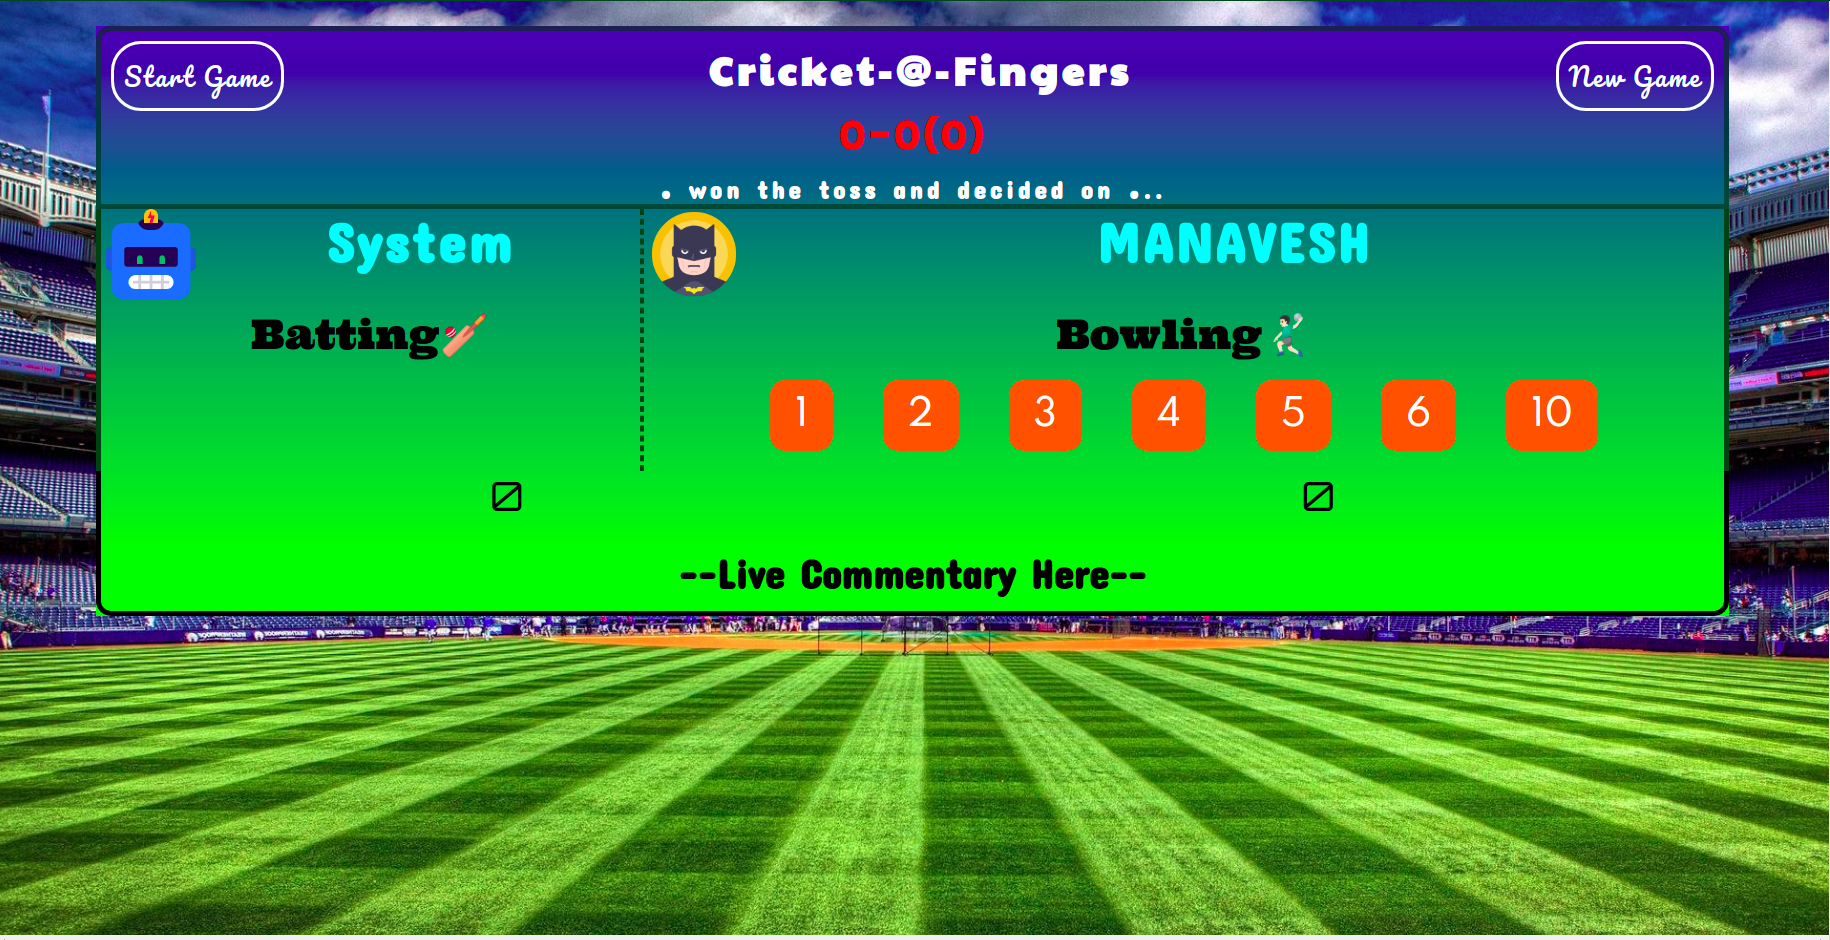 Start Game
Cricket-@-Fingers
New Game
0-0(0)
. won the toss and decided on ...
System
MANAVESH
Batting
Bowling
1 2 3 4 5 6 10
--Live Commentary Here--